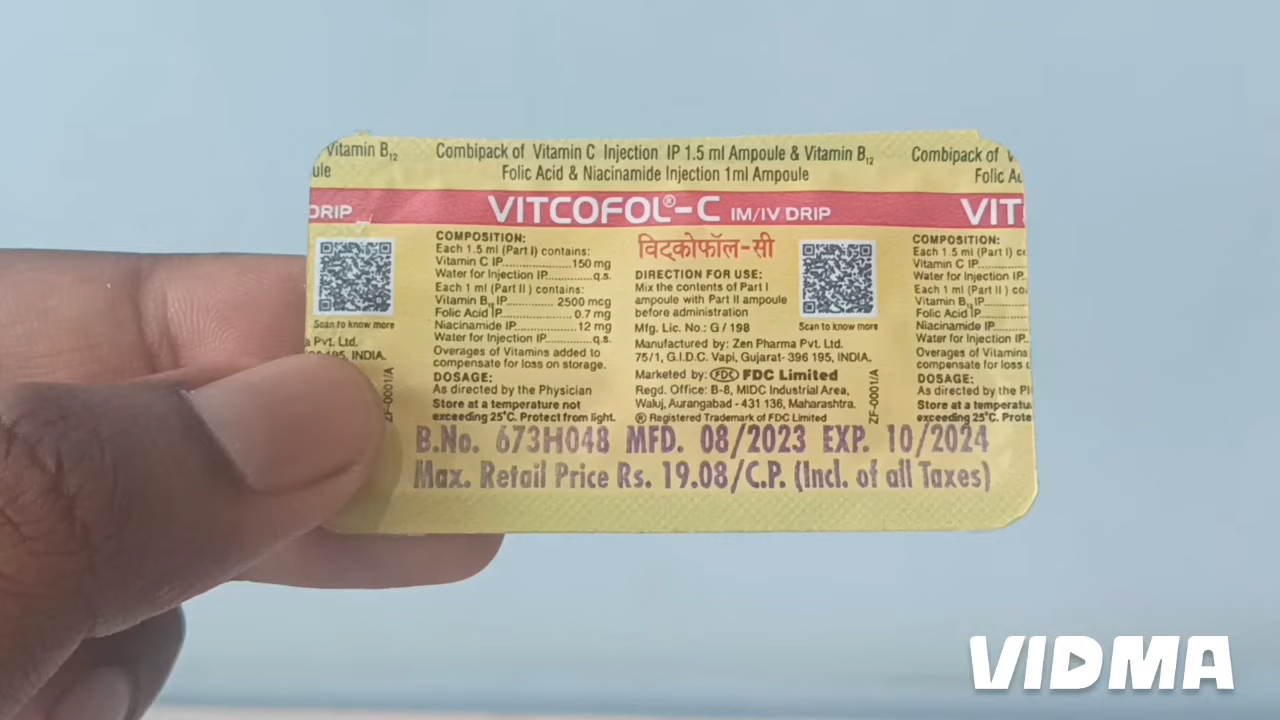 Vitamin B12
ule
Combipack of Vitamin C Injection IP 1.5 ml Ampoule & Vitamin B12
Folic Acid & Niacinamide Injection 1ml Ampoule
Combipack of V
Folic Ac
DRIP
VITCOFOL®-C IM/IV DRIP
VIT
Scan to know more
a Pvt. Ltd.
INDIA.
ZF-0001/A
COMPOSITION:
Each 1.5 ml (Part I) contains:
Vitamin C IP..............150 mg
Water for Injection IP..............q.s.
Each 1 ml (Part II ) contains:
Vitamin B12 IP............ 2500 mcg
Folic Acid IP.............. 0.7 mg
Niacinamide IP.............. 12 mg
Water for Injection IP............q.s.
Overages of Vitamins added to
compensate for loss on storage.
DOSAGE:
As directed by the Physician
Store at a temperature not
exceeding 25°C. Protect from light.
विटकोफॉल-सी
DIRECTION FOR USE:
Mix the contents of Part I
ampoule with Part II ampoule
before administration
Mfg. Lic. No.: G / 198
Scan to know more
Manufactured by: Zen Pharma Pvt. Ltd.
75/1, G.I.D.C. Vapi, Gujarat- 396 195, INDIA.
Marketed by: FDC FDC Limited
Regd. Office: B-8, MIDC Industrial Area,
Waluj, Aurangabad - 431 136, Maharashtra.
® Registered Trademark of FDC Limited
ZF-0001/A
COMPOSITION:
Each 1.5 ml (Part I) co
Vitamin C IP
Water for Injection IP
Each 1 ml (Part II ) co
Vitamin B12 IP
Folic Acid IP
Niacinamide IP
Water for Injection IP
Overages of Vitamins
compensate for loss o
DOSAGE:
As directed by the P
Store at a temperatu
exceeding 25°C. Prote
B.No. 673H048 MFD. 08/2023 EXP. 10/2024
Max. Retail Price Rs. 19.08/C.P. (Incl. of all Taxes)
VIDMA